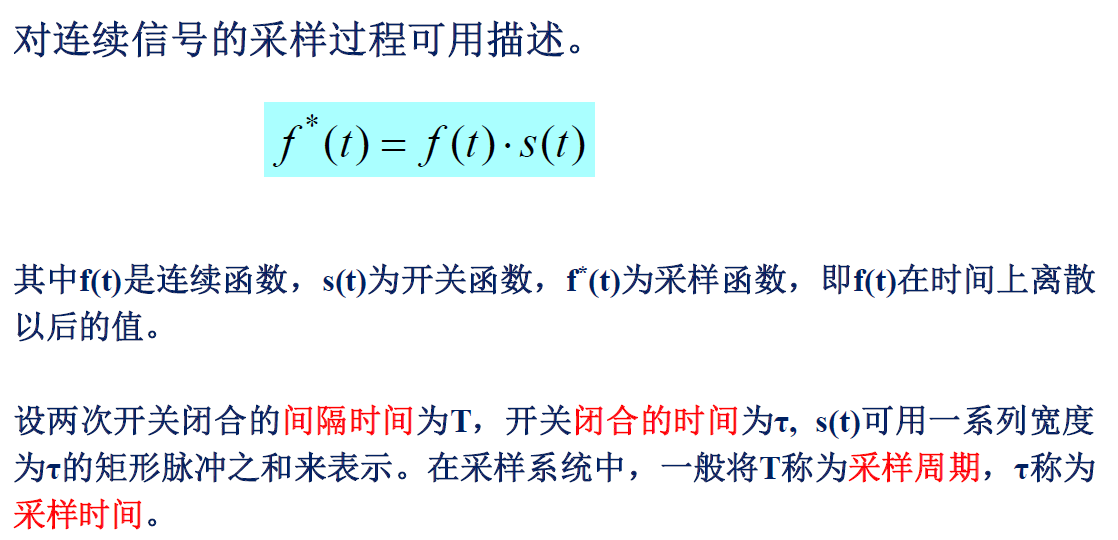 对连续信号的采样过程可用描述。
f*(t) = f(t)·s(t)
其中f(t)是连续函数，s(t)为开关函数，f*(t)为采样函数，即f(t)在时间上离散
以后的值。
设两次开关闭合的间隔时间为T，开关闭合的时间为τ, s(t)可用一系列宽度
为τ的矩形脉冲之和来表示。在采样系统中，一般将T称为采样周期，τ称为
采样时间。